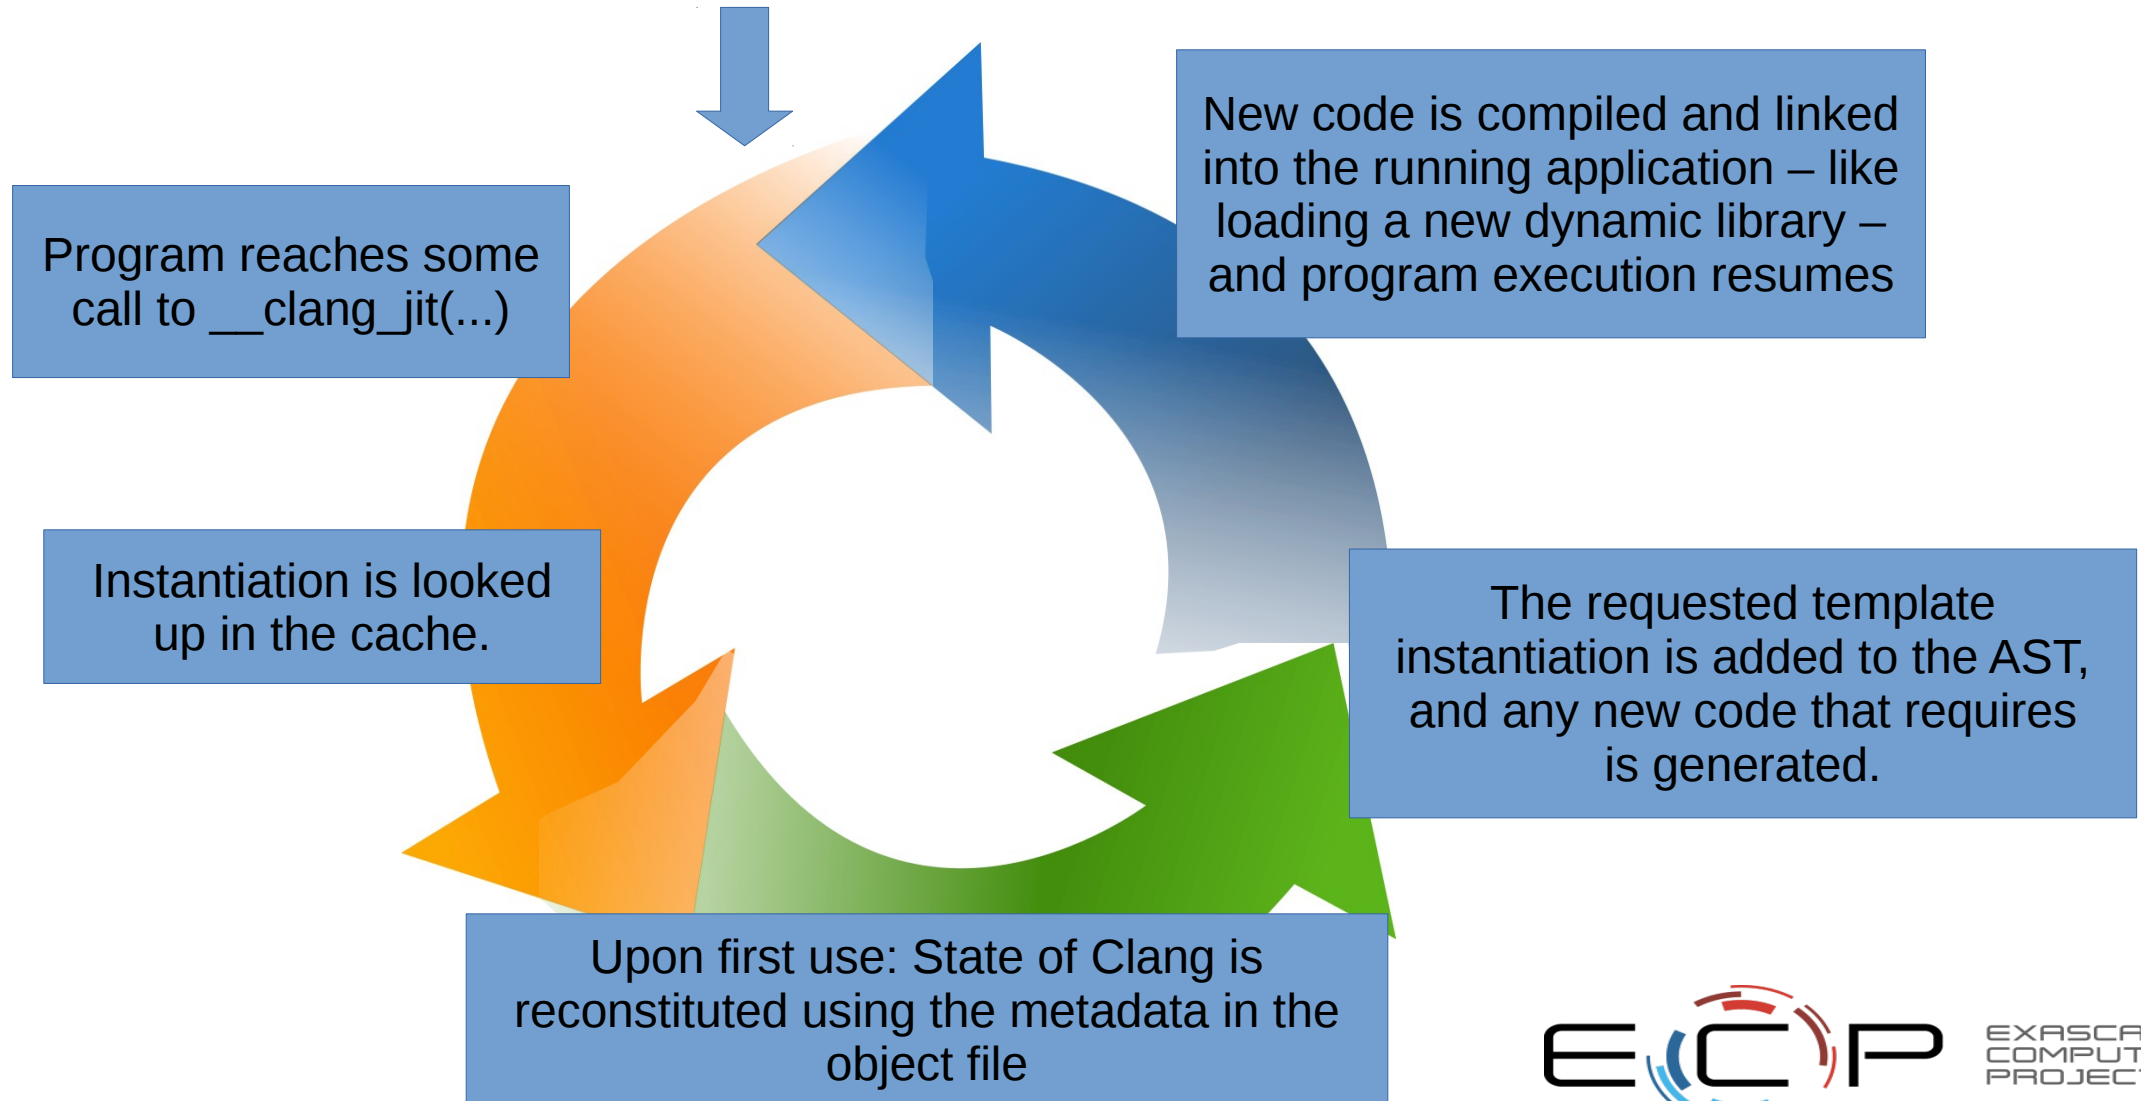 Program reaches some
call to __clang_jit(...)
Instantiation is looked
up in the cache.
Upon first use: State of Clang is
reconstituted using the metadata in the
object file
The requested template
instantiation is added to the AST,
and any new code that requires
is generated.
New code is compiled and linked
into the running application – like
loading a new dynamic library –
and program execution resumes
ECP
PROJECT